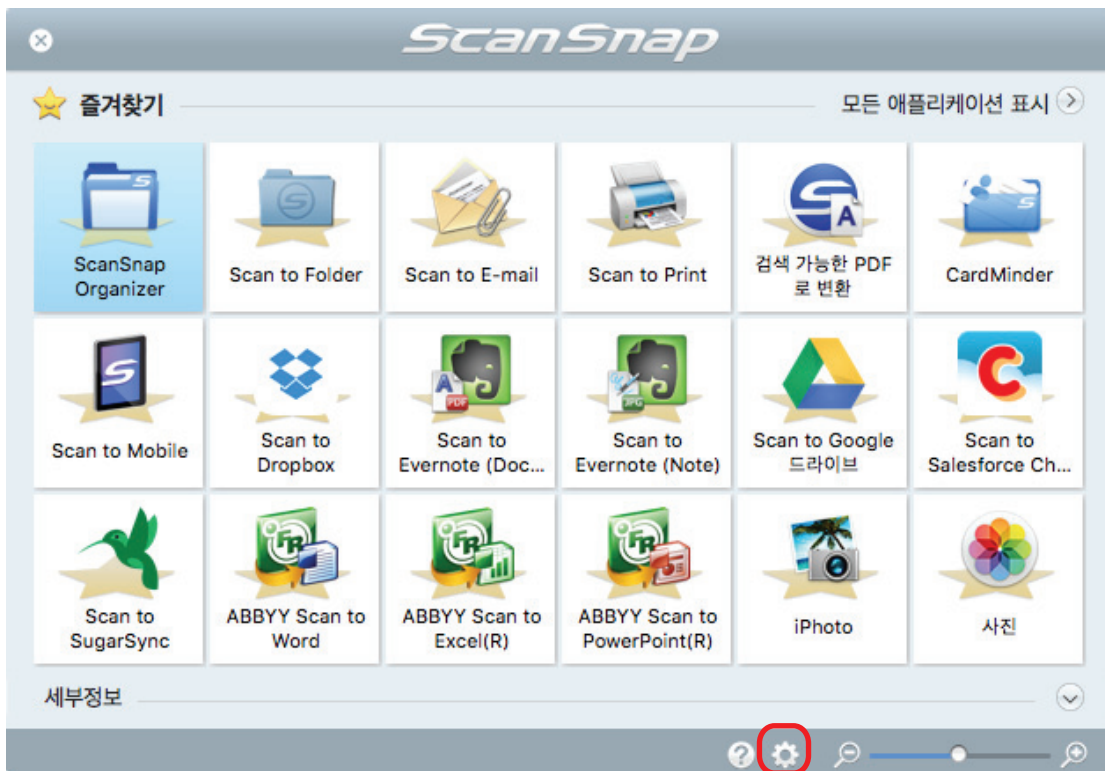 ScanSnap
즐겨찾기
모든 애플리케이션 표시
ScanSnap
Organizer
Scan to Folder
Scan to E-mail
Scan to Print
검색 가능한 PDF
로 변환
CardMinder
Scan to Mobile
Scan to
Dropbox
Scan to
Evernote (Doc...
Scan to
Evernote (Note)
Scan to Google
드라이브
Scan to
Salesforce Ch...
Scan to
SugarSync
ABBYY Scan to
Word
ABBYY Scan to
Excel(R)
ABBYY Scan to
PowerPoint(R)
iPhoto
사진
세부정보